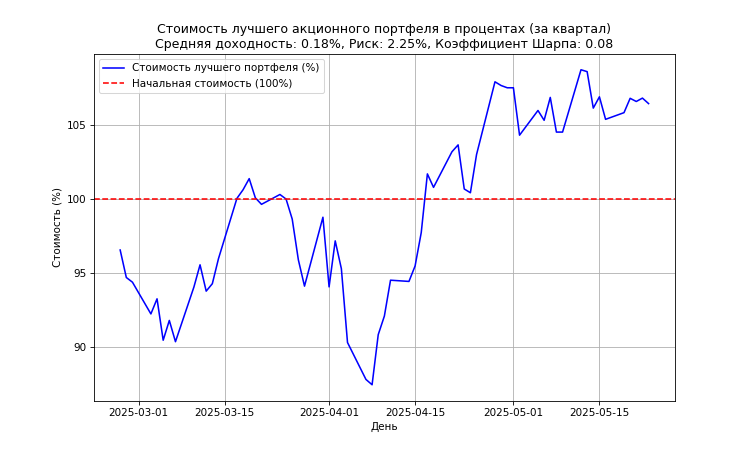 Стоимость лучшего акционного портфеля в процентах (за квартал)
Средняя доходность: 0.18%, Риск: 2.25%, Коэффициент Шарпа: 0.08
Стоимость лучшего портфеля (%)
Начальная стоимость (100%)
Стоимость (%)
105
100
95
90
2025-03-01
2025-03-15
2025-04-01
2025-04-15
2025-05-01
2025-05-15
День